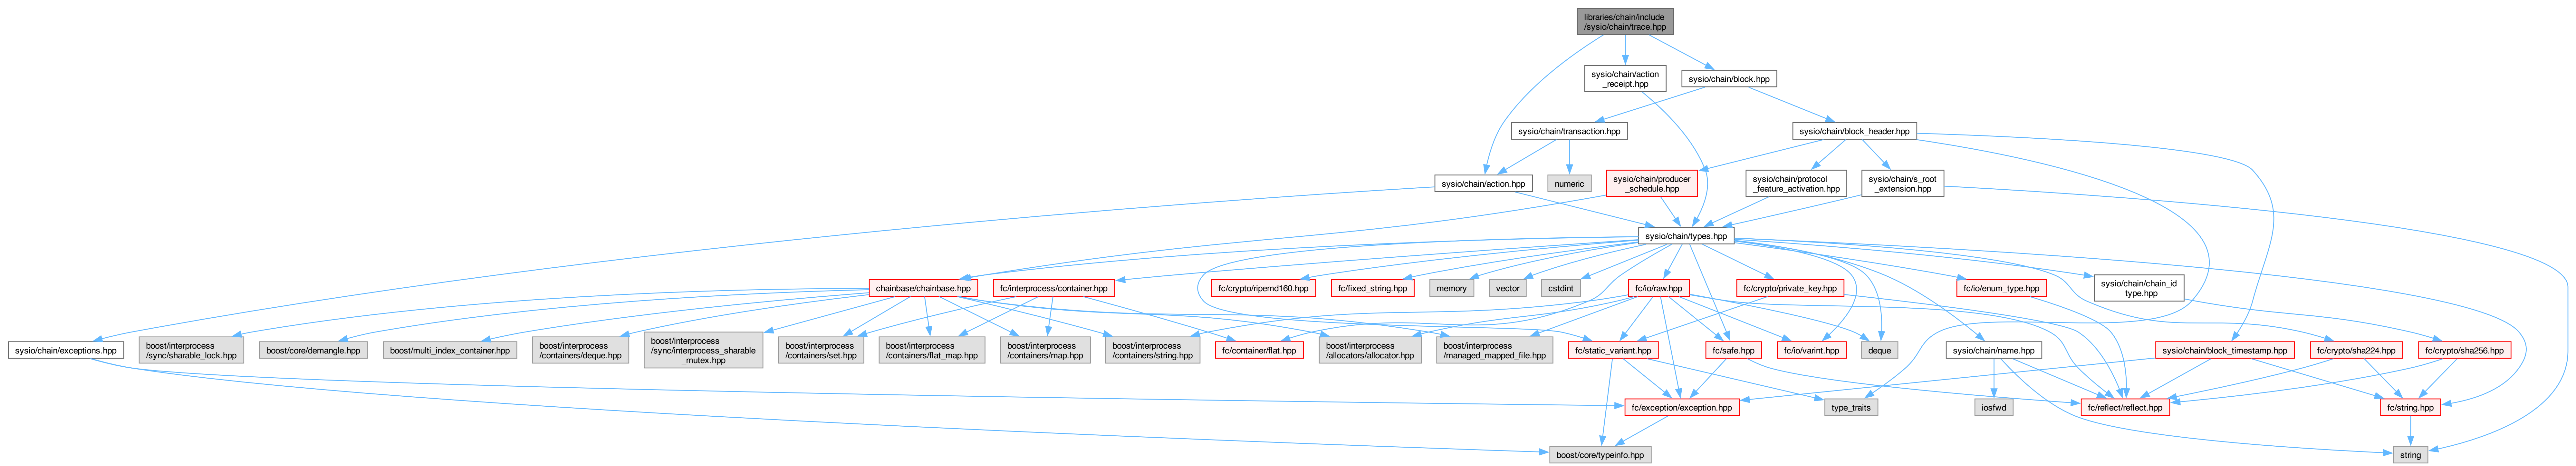 libraries/chain/include
/sysio/chain/trace.hpp
sysio/chain/action
_receipt.hpp
sysio/chain/block.hpp
sysio/chain/transaction.hpp
sysio/chain/block_header.hpp
sysio/chain/action.hpp
numeric
sysio/chain/producer
_schedule.hpp
sysio/chain/protocol
_feature_activation.hpp
sysio/chain/s_root
_extension.hpp
sysio/chain/types.hpp
chainbase/chainbase.hpp
fc/interprocess/container.hpp
fc/crypto/ripemd160.hpp
fc/fixed_string.hpp
memory
vector
cstdint
fc/io/raw.hpp
fc/crypto/private_key.hpp
fc/io/enum_type.hpp
sysio/chain/chain_id
_type.hpp
sysio/chain/exceptions.hpp
boost/interprocess
/sync/sharable_lock.hpp
boost/core/demangle.hpp
boost/multi_index_container.hpp
boost/interprocess
/containers/deque.hpp
boost/interprocess
/sync/interprocess_sharable
_mutex.hpp
boost/interprocess
/containers/set.hpp
boost/interprocess
/containers/flat_map.hpp
boost/interprocess
/containers/map.hpp
boost/interprocess
/containers/string.hpp
fc/container/flat.hpp
boost/interprocess
/allocators/allocator.hpp
boost/interprocess
/managed_mapped_file.hpp
fc/static_variant.hpp
fc/safe.hpp
fc/io/varint.hpp
deque
sysio/chain/name.hpp
sysio/chain/block_timestamp.hpp
fc/crypto/sha224.hpp
fc/crypto/sha256.hpp
fc/exception/exception.hpp
type_traits
iosfwd
fc/reflect/reflect.hpp
fc/string.hpp
boost/core/typeinfo.hpp
string